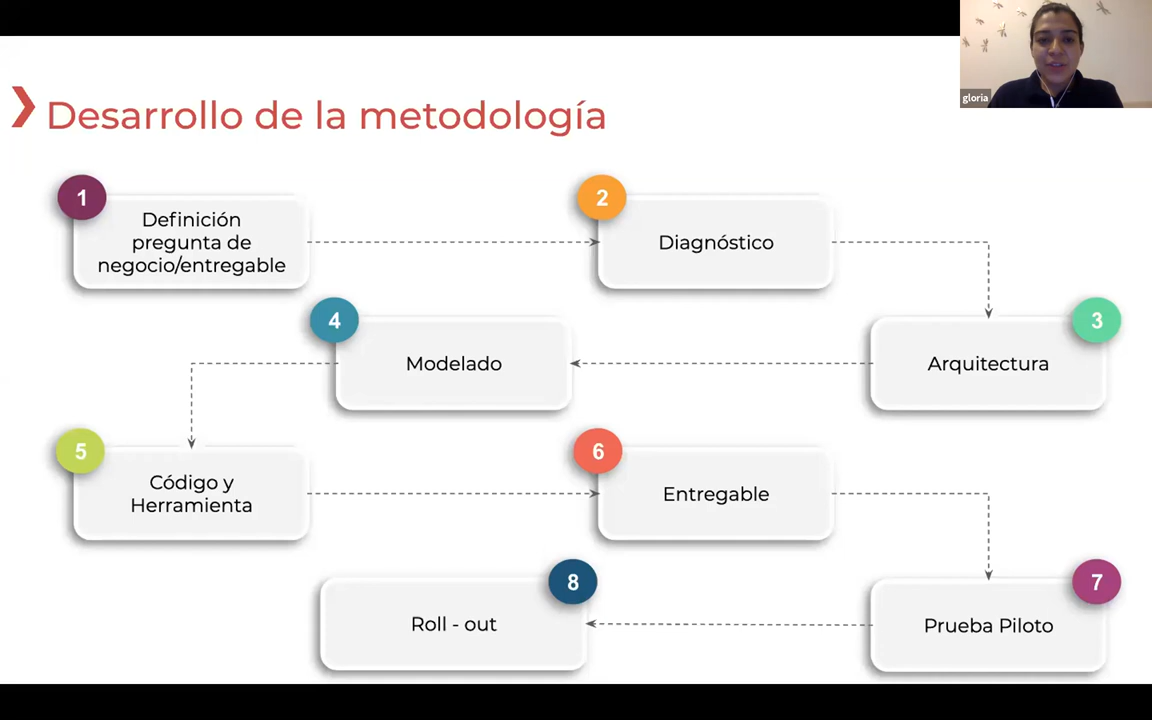 gloria
Desarrollo de la metodología
1
Definición
pregunta de
negocio/entregable
2
Diagnóstico
3
Arquitectura
4
Modelado
5
Código y
Herramienta
6
Entregable
7
Prueba Piloto
8
Roll - out